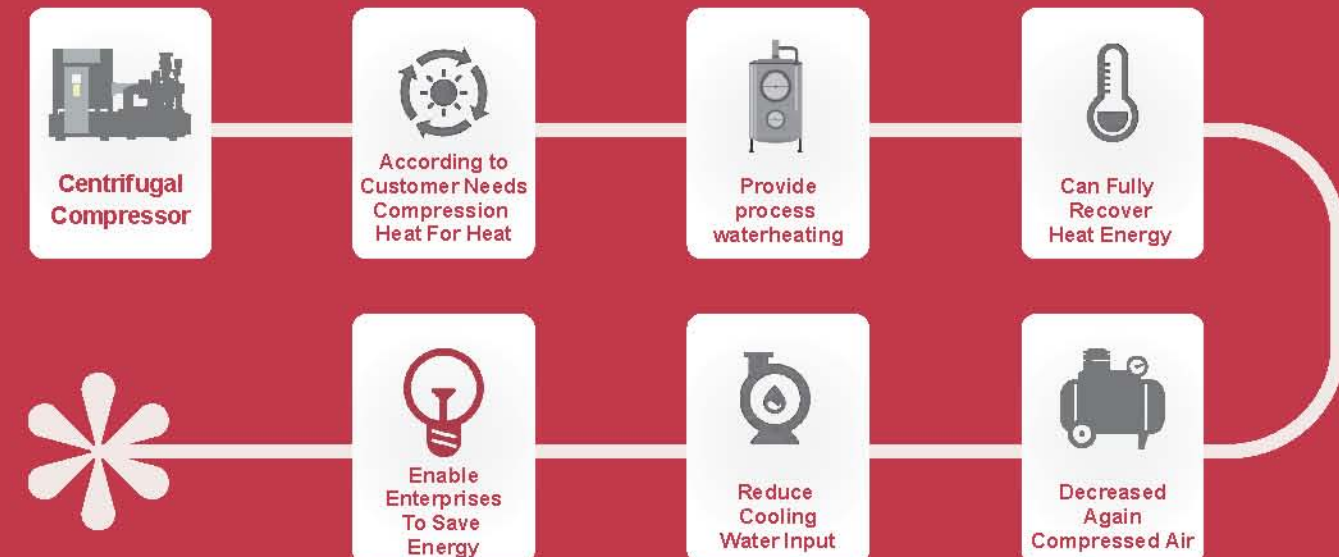 Centrifugal
Compressor
According to
Customer Needs
Compression
Heat For Heat
Provide
process
waterheating
Can Fully
Recover
Heat Energy
Decreased
Again
Compressed Air
Reduce
Cooling
Water Input
Enable
Enterprises
To Save
Energy